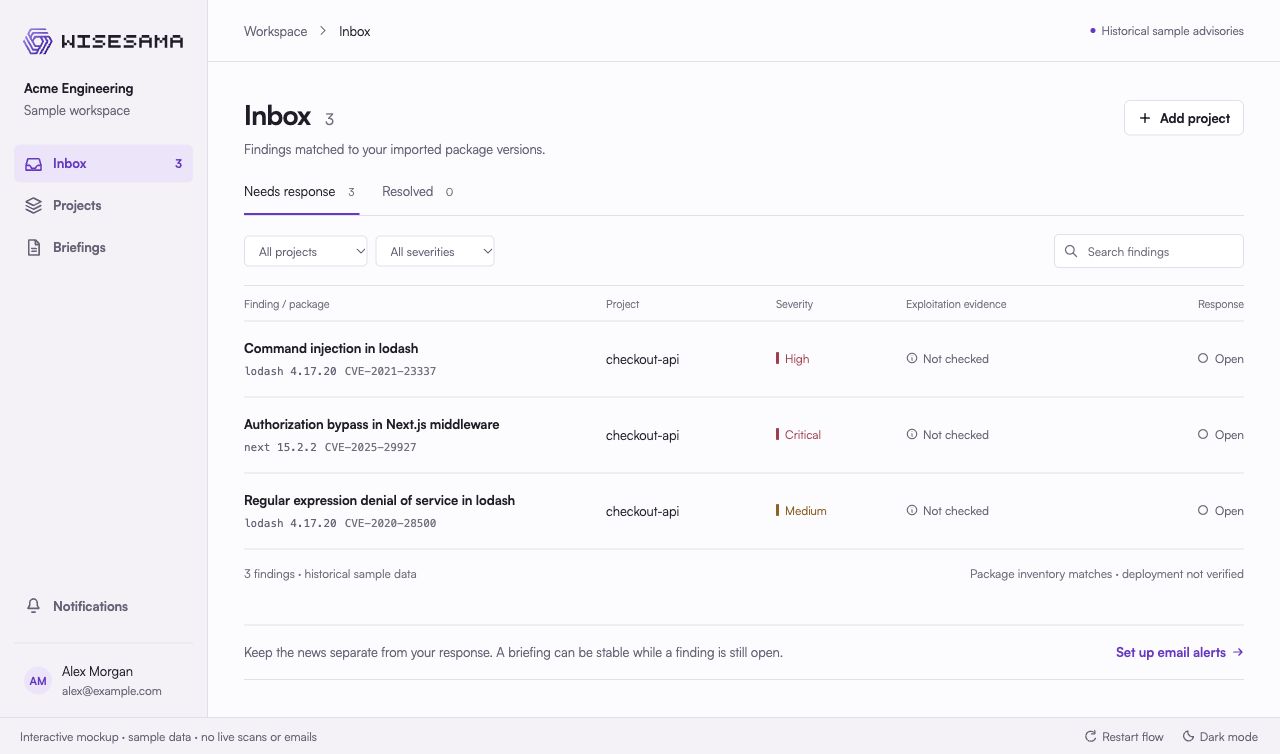 WISESAMA
Acme Engineering
Sample workspace
Inbox 3
Projects
Briefings
Notifications
AM
Alex Morgan
alex@example.com
Workspace Inbox
Historical sample advisories
Inbox 3
Findings matched to your imported package versions.
Add project
Needs response 3 Resolved 0
All projects All severities Search findings
Finding / package Project Severity Exploitation evidence Response
Command injection in lodash
lodash 4.17.20 CVE-2021-23337
checkout-api High Not checked Open
Authorization bypass in Next.js middleware
next 15.2.2 CVE-2025-29927
checkout-api Critical Not checked Open
Regular expression denial of service in lodash
lodash 4.17.20 CVE-2020-28500
checkout-api Medium Not checked Open
3 findings · historical sample data Package inventory matches · deployment not verified
Keep the news separate from your response. A briefing can be stable while a finding is still open. Set up email alerts →
Interactive mockup · sample data · no live scans or emails Restart flow Dark mode